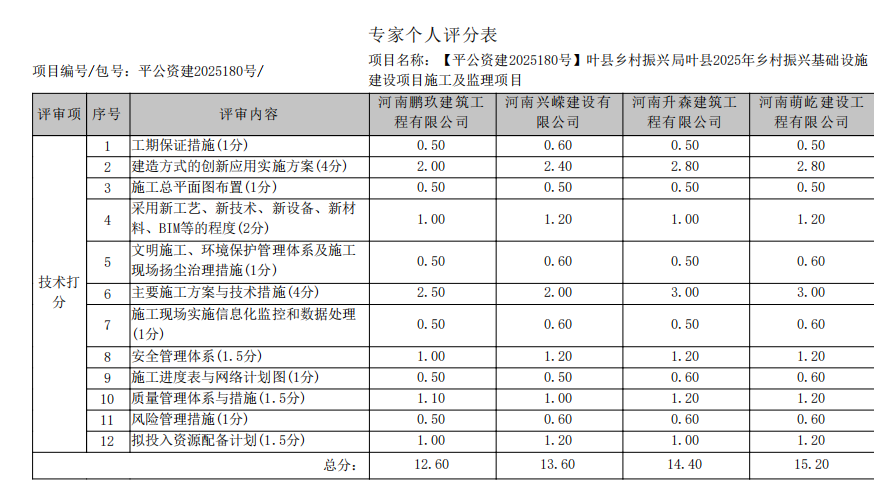 专家个人评分表
项目编号/包号：平公资建2025180号/
项目名称：【平公资建2025180号】叶县乡村振兴局叶县2025年乡村振兴基础设施
建设项目施工及监理项目
评审项 序号 评审内容 河南鹏玖建筑工程有限公司 河南兴嵘建设有限公司 河南升森建筑工程有限公司 河南萌屹建设工程有限公司
技术打分
1 工期保证措施(1分) 0.50 0.60 0.50 0.50
2 建造方式的创新应用实施方案(4分) 2.00 2.40 2.80 2.80
3 施工总平面图布置(1分) 0.50 0.50 0.50 0.50
4 采用新工艺、新技术、新设备、新材料、BIM等的程度(2分) 1.00 1.20 1.00 1.20
5 文明施工、环境保护管理体系及施工现场扬尘治理措施(1分) 0.50 0.60 0.50 0.60
6 主要施工方案与技术措施(4分) 2.50 2.00 3.00 3.00
7 施工现场实施信息化监控和数据处理(1分) 0.50 0.60 0.50 0.60
8 安全管理体系(1.5分) 1.00 1.20 1.20 1.20
9 施工进度表与网络计划图(1分) 0.50 0.50 0.60 0.60
10 质量管理体系与措施(1.5分) 1.10 1.00 1.20 1.20
11 风险管理措施(1分) 0.50 0.60 0.60 0.60
12 拟投入资源配备计划(1.5分) 1.00 1.20 1.00 1.20
总分： 12.60 13.60 14.40 15.20